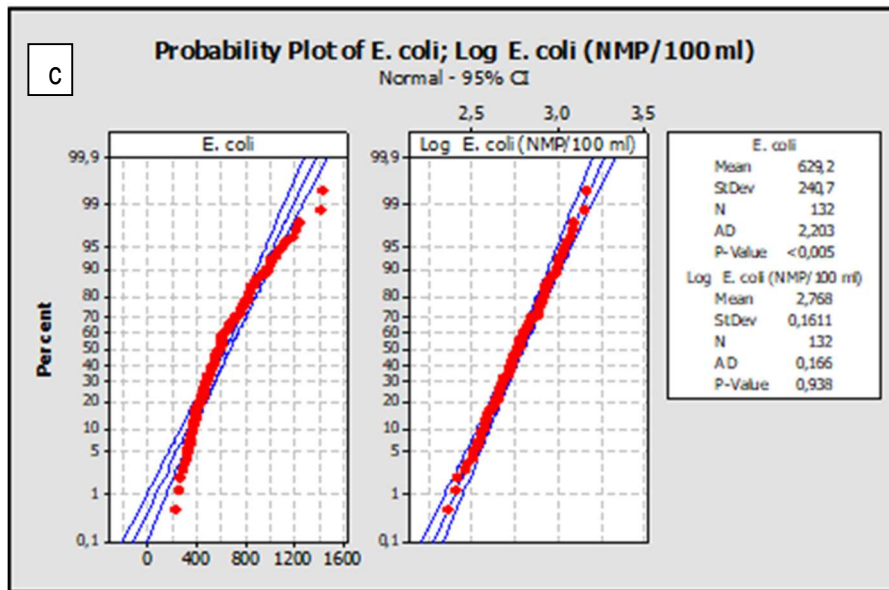 c
Probability Plot of E. coli; Log E. coli (NMP/100 ml)
Normal - 95% CI
2,5 3,0 3,5
E. coli
Log E. coli (NMP/100 ml)
99,9
99
95
90
80
70
60
50
40
30
20
10
5
1
0,1
Percent
0 400 800 1200 1600
99,9
99
95
90
80
70
60
50
40
30
20
10
5
1
0,1
E. coli
Mean 629,2
StDev 240,7
N 132
AD 2,203
P-Value <0,005
Log E. coli (NMP/100 ml)
Mean 2,768
StDev 0,1611
N 132
AD 0,166
P-Value 0,938